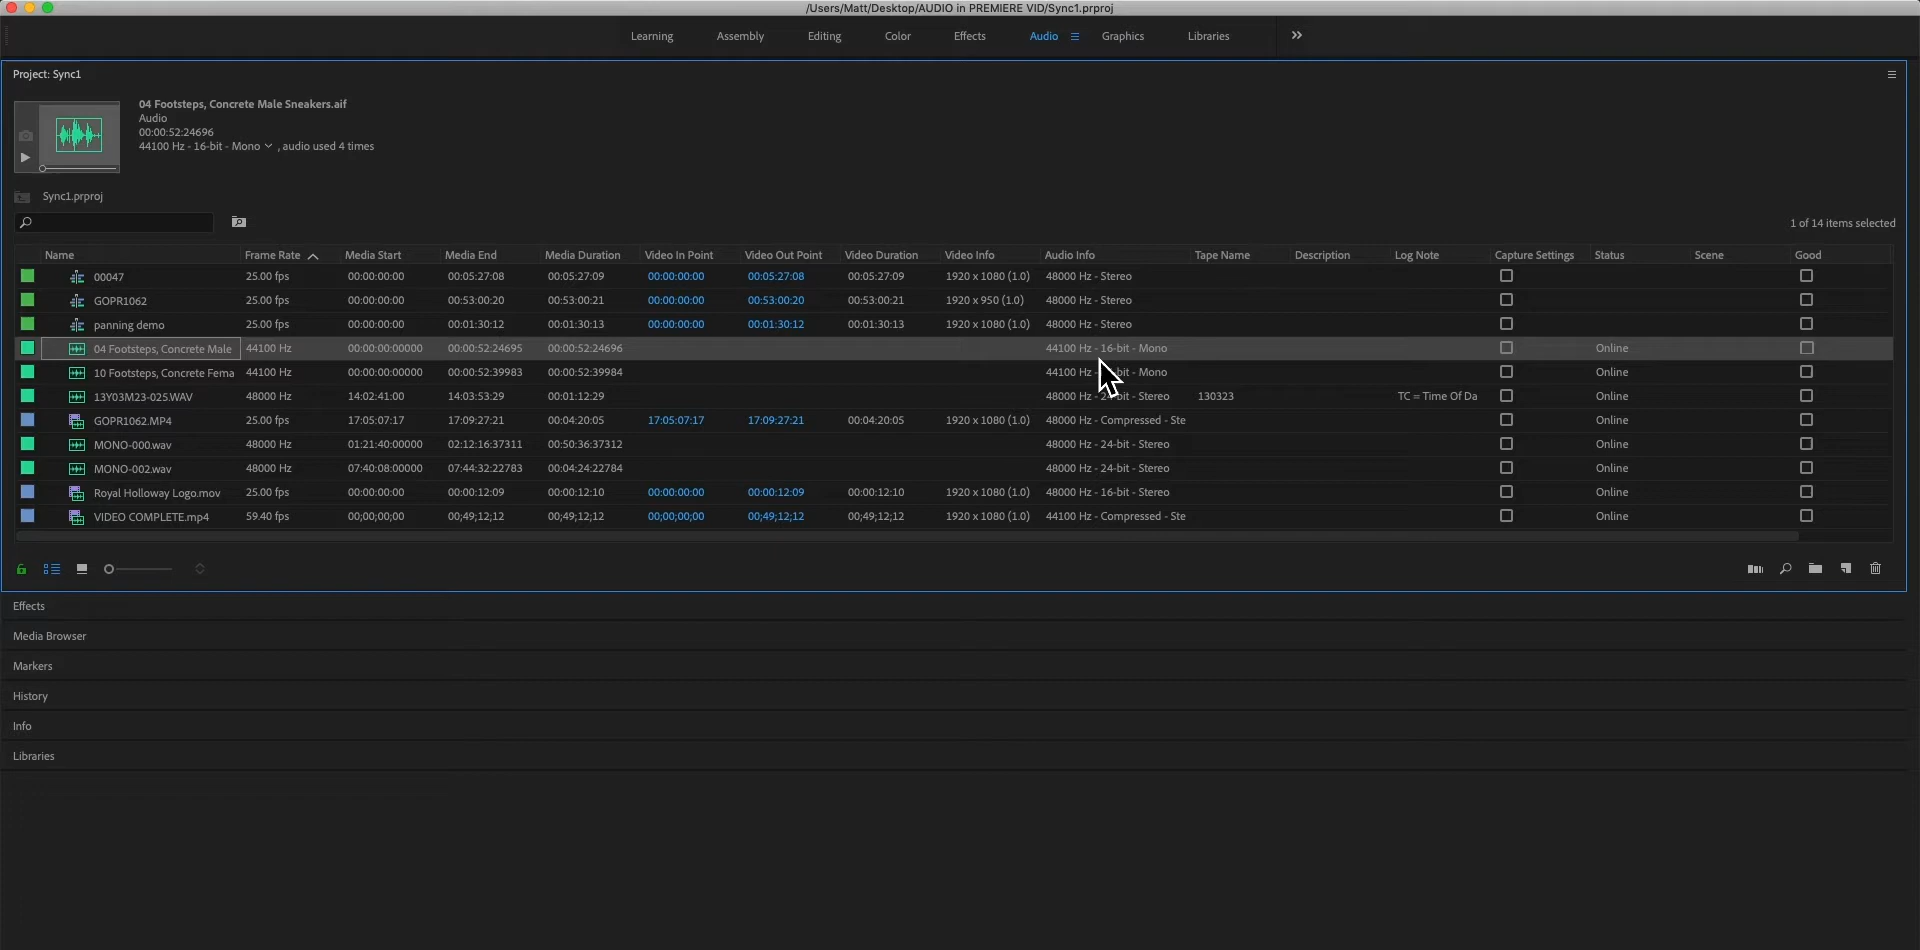 /Users/Matt/Desktop/AUDIO in PREMIERE VID/Sync1.prproj
Learning Assembly Editing Color Effects Audio Graphics Libraries
Project: Sync1
04 Footsteps, Concrete Male Sneakers.aif
Audio
00:00:52:24696
44100 Hz - 16-bit - Mono , audio used 4 times
Sync1.prproj
1 of 14 items selected
Name Frame Rate Media Start Media End Media Duration Video In Point Video Out Point Video Duration Video Info Audio Info Tape Name Description Log Note Capture Settings Status Scene Good
00047 25.00 fps 00:00:00:00 00:05:27:08 00:05:27:09 00:00:00:00 00:05:27:08 00:05:27:09 1920 x 1080 (1.0) 48000 Hz - Stereo
GOPR1062 25.00 fps 00:00:00:00 00:53:00:20 00:53:00:21 00:00:00:00 00:53:00:20 00:53:00:21 1920 x 950 (1.0) 48000 Hz - Stereo
panning demo 25.00 fps 00:00:00:00 00:01:30:12 00:01:30:13 00:00:00:00 00:01:30:12 00:01:30:13 1920 x 1080 (1.0) 48000 Hz - Stereo
04 Footsteps, Concrete Male 44100 Hz 00:00:00:00000 00:00:52:24695 00:00:52:24696 44100 Hz - 16-bit - Mono Online
10 Footsteps, Concrete Fema 44100 Hz 00:00:00:00000 00:00:52:39983 00:00:52:39984 44100 Hz - bit - Mono Online
13Y03M23-025.WAV 48000 Hz 14:02:41:00 14:03:53:29 00:01:12:29 48000 Hz - 24-bit - Stereo 130323 TC = Time Of Da Online
GOPR1062.MP4 25.00 fps 17:05:07:17 17:09:27:21 00:04:20:05 17:05:07:17 17:09:27:21 00:04:20:05 1920 x 1080 (1.0) 48000 Hz - Compressed - Ste Online
MONO-000.wav 48000 Hz 01:21:40:00000 02:12:16:37311 00:50:36:37312 48000 Hz - 24-bit - Stereo Online
MONO-002.wav 48000 Hz 07:40:08:00000 07:44:32:22783 00:04:24:22784 48000 Hz - 24-bit - Stereo Online
Royal Holloway Logo.mov 25.00 fps 00:00:00:00 00:00:12:09 00:00:12:10 00:00:00:00 00:00:12:09 00:00:12:10 1920 x 1080 (1.0) 48000 Hz - 16-bit - Stereo Online
VIDEO COMPLETE.mp4 59.40 fps 00;00;00;00 00;49;12;12 00;49;12;12 00;00;00;00 00;49;12;12 00;49;12;12 1920 x 1080 (1.0) 44100 Hz - Compressed - Ste Online
Effects
Media Browser
Markers
History
Info
Libraries